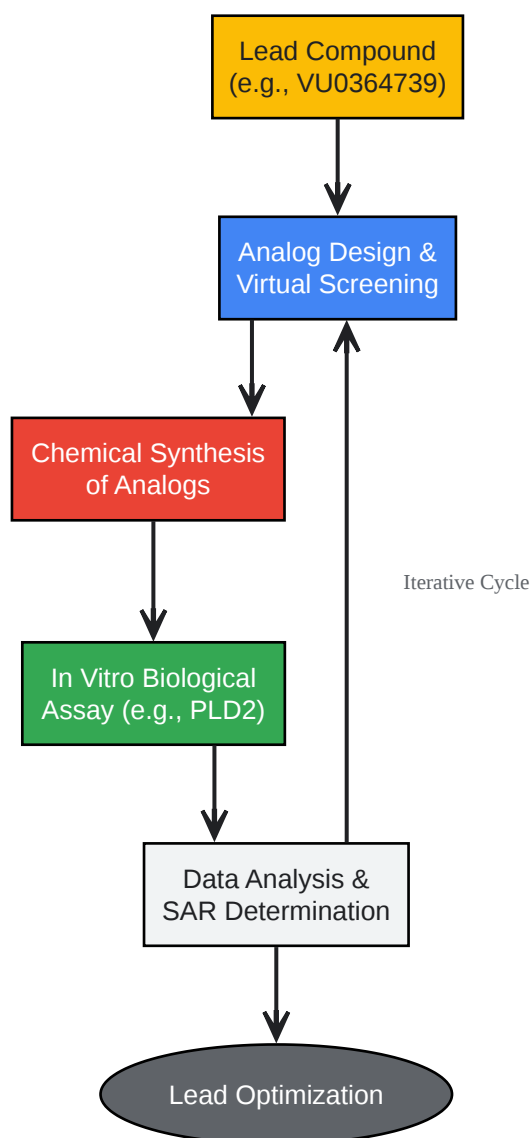 Lead Compound
(e.g., VU0364739)
Analog Design &
Virtual Screening
Chemical Synthesis
of Analogs
Iterative Cycle
In Vitro Biological
Assay (e.g., PLD2)
Data Analysis &
SAR Determination
Lead Optimization